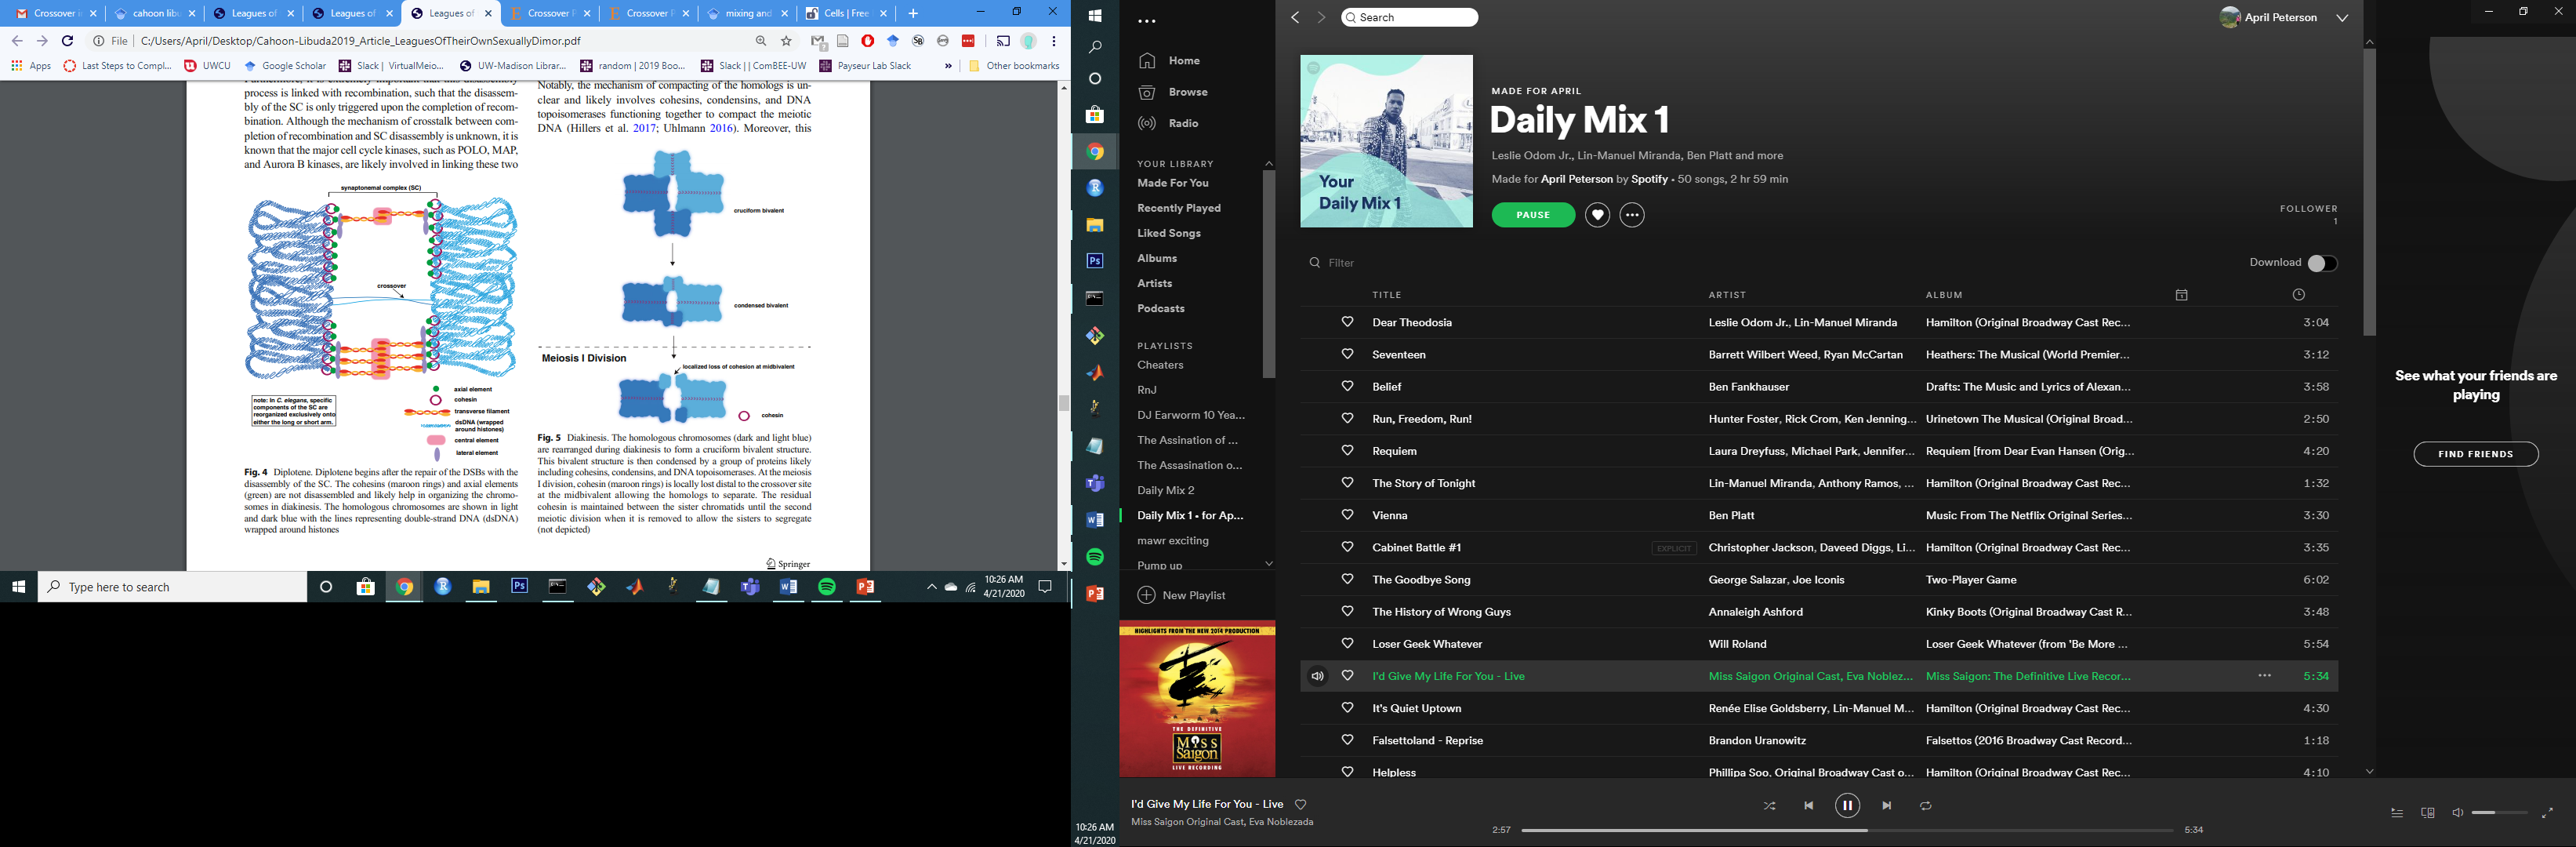 Crossover i
cahoon libu
Leagues of
Leagues of
Leagues of
Crossover
Crossover
mixing and
Cells | Free
File | C:/Users/April/Desktop/Cahoon-Libuda2019_Article_LeaguesOfTheirOwnSexuallyDimor.pdf
Apps
Last Steps to Compl...
UWCU
Google Scholar
Slack | VirtualMeio...
UW-Madison Librar...
random | 2019 Boo...
Slack | | ComBEE-UW
Payseur Lab Slack
»
Other bookmarks
process is linked with recombination, such that the disassem-
bly of the SC is only triggered upon the completion of recom-
bination. Although the mechanism of crosstalk between com-
pletion of recombination and SC disassembly is unknown, it is
known that the major cell cycle kinases, such as POLO, MAP,
and Aurora B kinases, are likely involved in linking these two
synaptonemal complex (SC)
crossover
note: In C. elegans, specific
components of the SC are
reorganized exclusively onto
either the long or short arm.
axial element
cohesin
transverse filament
dsDNA (wrapped
around histones)
central element
lateral element
Fig. 4 Diplotene. Diplotene begins after the repair of the DSBs with the
disassembly of the SC. The cohesins (maroon rings) and axial elements
(green) are not disassembled and likely help in organizing the chromo-
somes in diakinesis. The homologous chromosomes are shown in light
and dark blue with the lines representing double-strand DNA (dsDNA)
wrapped around histones
Notably, the mechanism of compacting of the homologs is un-
clear and likely involves cohesins, condensins, and DNA
topoisomerases functioning together to compact the meiotic
DNA (Hillers et al. 2017; Uhlmann 2016). Moreover, this
cruciform bivalent
condensed bivalent
Meiosis I Division
localized loss of cohesion at midbivalent
cohesin
Fig. 5 Diakinesis. The homologous chromosomes (dark and light blue)
are rearranged during diakinesis to form a cruciform bivalent structure.
This bivalent structure is then condensed by a group of proteins likely
including cohesins, condensins, and DNA topoisomerases. At the meiosis
I division, cohesin (maroon rings) is locally lost distal to the crossover site
at the midbivalent allowing the homologs to separate. The residual
cohesin is maintained between the sister chromatids until the second
meiotic division when it is removed to allow the sisters to segregate
(not depicted)
Springer
Type here to search
10:26 AM
4/21/2020
10:26 AM
4/21/2020
Home
Browse
Radio
YOUR LIBRARY
Made For You
Recently Played
Liked Songs
Albums
Artists
Podcasts
PLAYLISTS
Cheaters
RnJ
DJ Earworm 10 Yea...
The Assination of ...
The Assasination o...
Daily Mix 2
Daily Mix 1 • for Ap...
mawr exciting
Pump up
New Playlist
HIGHLIGHTS FROM THE NEW 2014 PRODUCTION
THE DEFINITIVE
Miss
Saigon
LIVE RECORDING
Search
April Peterson
Your
Daily Mix 1
MADE FOR APRIL
Daily Mix 1
Leslie Odom Jr., Lin-Manuel Miranda, Ben Platt and more
Made for April Peterson by Spotify • 50 songs, 2 hr 59 min
PAUSE
FOLLOWER
1
Filter
Download
TITLE ARTIST ALBUM
Dear Theodosia Leslie Odom Jr., Lin-Manuel Miranda Hamilton (Original Broadway Cast Rec... 3:04
Seventeen Barrett Wilbert Weed, Ryan McCartan Heathers: The Musical (World Premier... 3:12
Belief Ben Fankhauser Drafts: The Music and Lyrics of Alexan... 3:58
Run, Freedom, Run! Hunter Foster, Rick Crom, Ken Jenning... Urinetown The Musical (Original Broad... 2:50
Requiem Laura Dreyfuss, Michael Park, Jennifer... Requiem [from Dear Evan Hansen (Orig... 4:20
The Story of Tonight Lin-Manuel Miranda, Anthony Ramos, ... Hamilton (Original Broadway Cast Rec... 1:32
Vienna Ben Platt Music From The Netflix Original Series... 3:30
Cabinet Battle #1 EXPLICIT Christopher Jackson, Daveed Diggs, Li... Hamilton (Original Broadway Cast Rec... 3:35
The Goodbye Song George Salazar, Joe Iconis Two-Player Game 6:02
The History of Wrong Guys Annaleigh Ashford Kinky Boots (Original Broadway Cast R... 3:48
Loser Geek Whatever Will Roland Loser Geek Whatever (from 'Be More ... 5:54
I'd Give My Life For You - Live Miss Saigon Original Cast, Eva Noblez... Miss Saigon: The Definitive Live Recor... 5:34
It's Quiet Uptown Renée Elise Goldsberry, Lin-Manuel M... Hamilton (Original Broadway Cast Rec... 4:30
Falsettoland - Reprise Brandon Uranowitz Falsettos (2016 Broadway Cast Record... 1:18
Helpless Phillipa Soo, Original Broadway Cast o... Hamilton (Original Broadway Cast Rec... 4:10
See what your friends are
playing
FIND FRIENDS
I'd Give My Life For You - Live
Miss Saigon Original Cast, Eva Noblezada
2:57
5:34